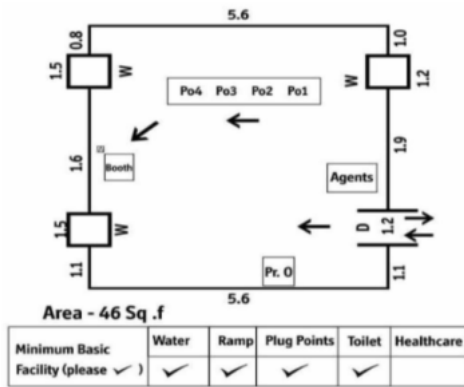 5.6
0.8
1.5
W
1.0
W
1.2
Po4 Po3 Po2 Po1
1.6
Booth
1.9
Agents
1.5
W
D
1.2
1.1
Pr. O
1.1
5.6
Area - 46 Sq .f
Minimum Basic Facility (please ✓) Water Ramp Plug Points Toilet Healthcare
✓ ✓ ✓ ✓